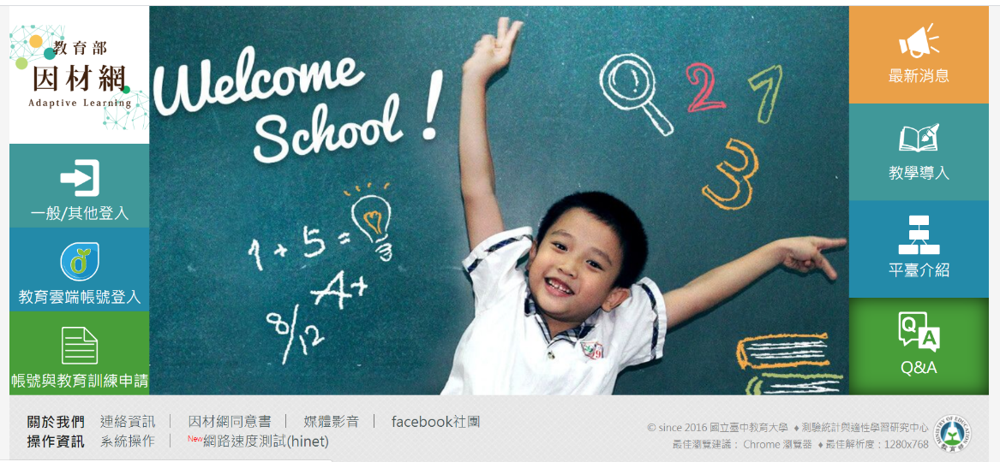 教育部
因材網
Adaptive Learning
一般/其他登入
教育雲端帳號登入
帳號與教育訓練申請
Welcome
School !
1 + 5 =
A+
8/12
2
7
3
最新消息
教學導入
平臺介紹
Q A
Q&A
關於我們 連絡資訊 | 因材網同意書 | 媒體影音 | facebook社團
操作資訊 系統操作 | New網路速度測試(hinet)
© since 2016 國立臺中教育大學 ♦ 測驗統計與適性學習研究中心
最佳瀏覽建議： Chrome 瀏覽器 ♦ 最佳解析度：1280x768
MINISTRY OF EDUCATION
教育部